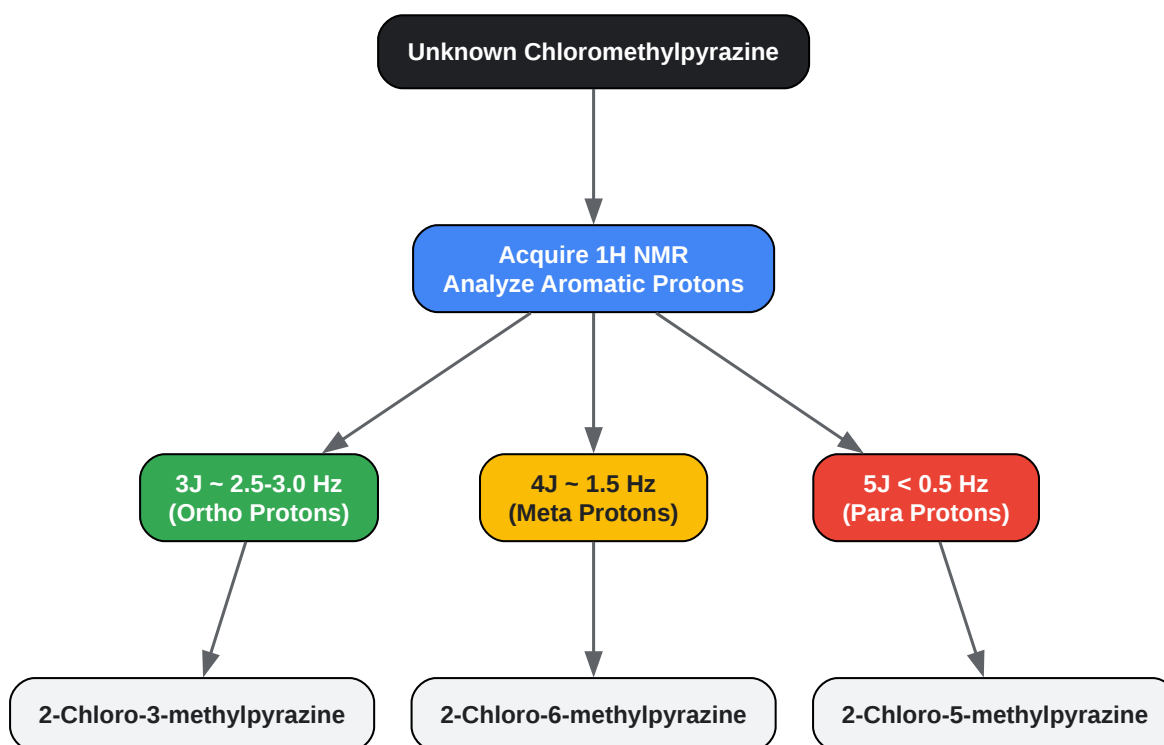 Unknown Chloromethylpyrazine
Acquire 1H NMR
Analyze Aromatic Protons
3J ~ 2.5-3.0 Hz
(Ortho Protons)
4J ~ 1.5 Hz
(Meta Protons)
5J < 0.5 Hz
(Para Protons)
2-Chloro-3-methylpyrazine
2-Chloro-6-methylpyrazine
2-Chloro-5-methylpyrazine